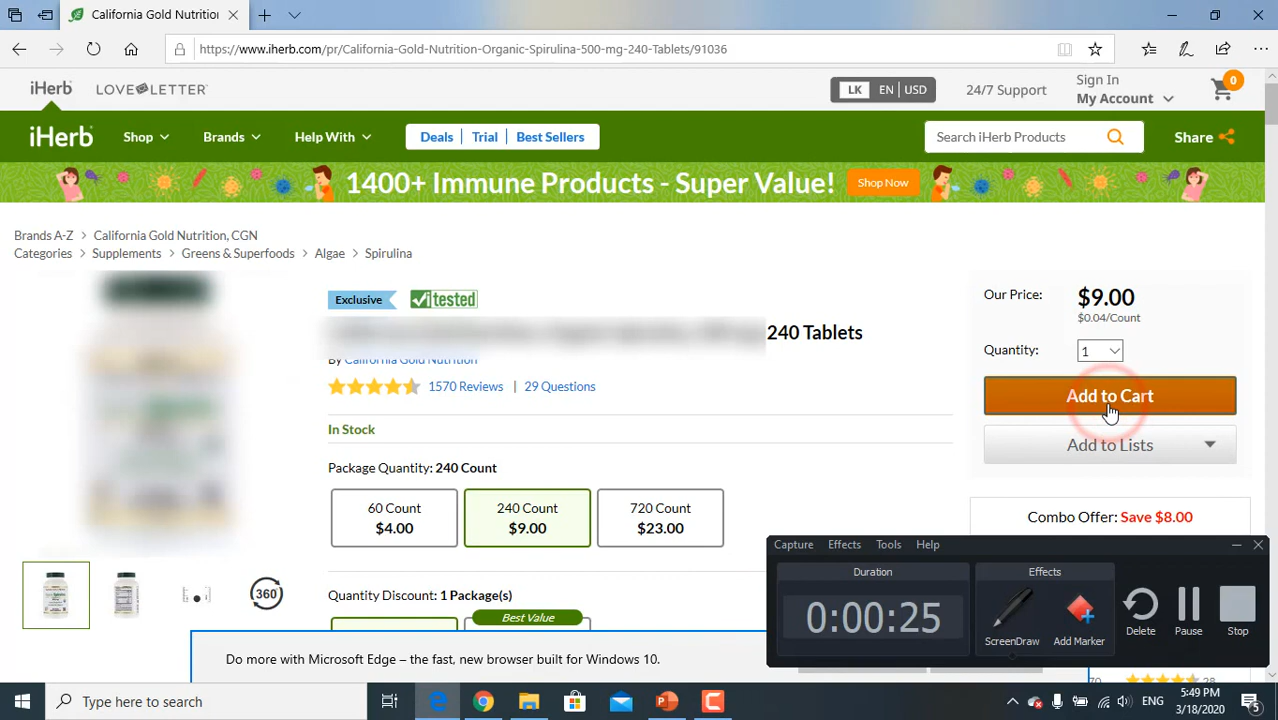 California Gold Nutrition
https://www.iherb.com/pr/California-Gold-Nutrition-Organic-Spirulina-500-mg-240-Tablets/91036
iHerb LOVE LETTER
LK EN | USD
24/7 Support
Sign In
My Account
0
iHerb
Shop
Brands
Help With
Deals
Trial
Best Sellers
Search iHerb Products
Share
1400+ Immune Products - Super Value!
Shop Now
Brands A-Z > California Gold Nutrition, CGN
Categories > Supplements > Greens & Superfoods > Algae > Spirulina
Exclusive
i tested
240 Tablets
By California Gold Nutrition
1570 Reviews | 29 Questions
In Stock
Package Quantity: 240 Count
60 Count
$4.00
240 Count
$9.00
720 Count
$23.00
Quantity Discount: 1 Package(s)
Best Value
360
Our Price:
$9.00
$0.04/Count
Quantity:
1
Add to Cart
Add to Lists
Combo Offer: Save $8.00
Capture Effects Tools Help
Duration
0:00:25
Effects
ScreenDraw
Add Marker
Delete
Pause
Stop
Do more with Microsoft Edge – the fast, new browser built for Windows 10.
28
Type here to search
ENG
5:49 PM
3/18/2020
5